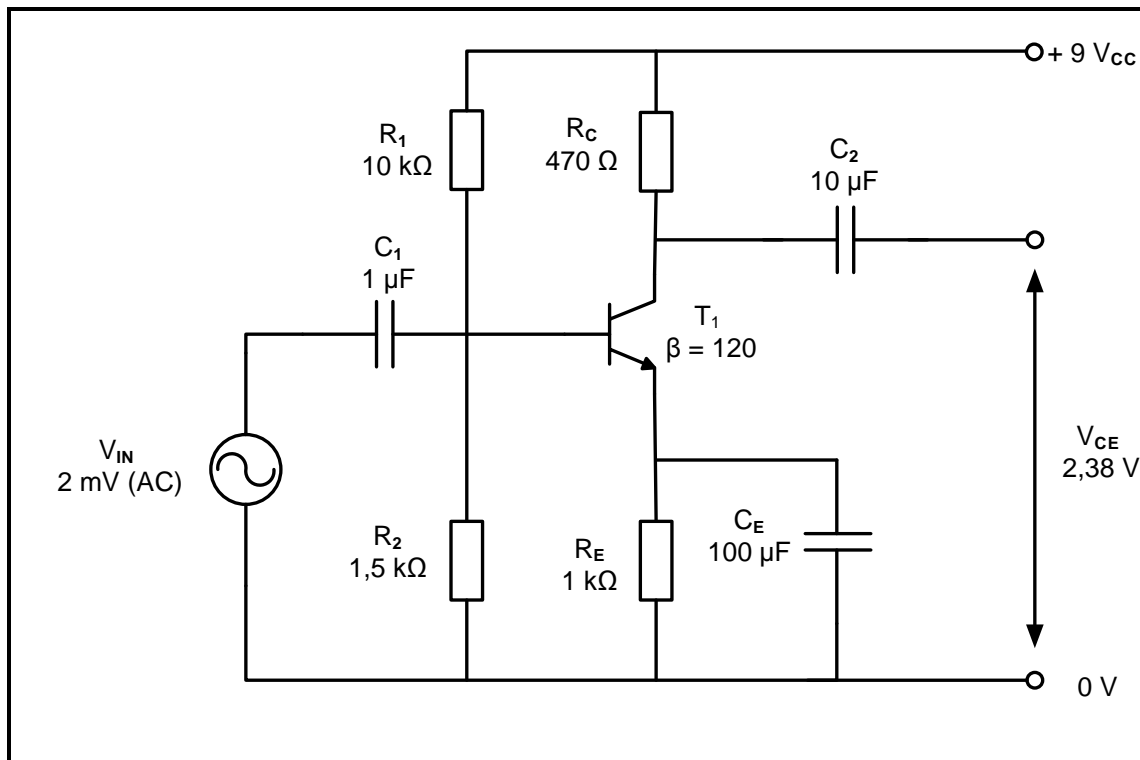 + 9 VCC
R1
10 kΩ
RC
470 Ω
C2
10 µF
C1
1 µF
T1
β = 120
VIN
2 mV (AC)
VCE
2,38 V
R2
1,5 kΩ
RE
1 kΩ
CE
100 µF
0 V